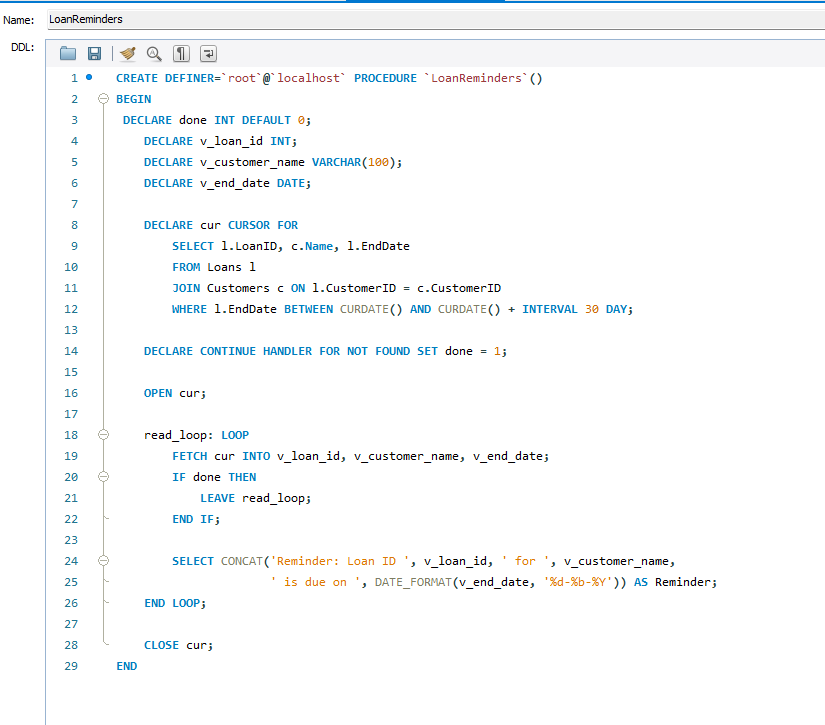 Name: LoanReminders
DDL:
1 CREATE DEFINER=`root`@`localhost` PROCEDURE `LoanReminders`()
2 BEGIN
3 DECLARE done INT DEFAULT 0;
4 DECLARE v_loan_id INT;
5 DECLARE v_customer_name VARCHAR(100);
6 DECLARE v_end_date DATE;
7
8 DECLARE cur CURSOR FOR
9 SELECT l.LoanID, c.Name, l.EndDate
10 FROM Loans l
11 JOIN Customers c ON l.CustomerID = c.CustomerID
12 WHERE l.EndDate BETWEEN CURDATE() AND CURDATE() + INTERVAL 30 DAY;
13
14 DECLARE CONTINUE HANDLER FOR NOT FOUND SET done = 1;
15
16 OPEN cur;
17
18 read_loop: LOOP
19 FETCH cur INTO v_loan_id, v_customer_name, v_end_date;
20 IF done THEN
21 LEAVE read_loop;
22 END IF;
23
24 SELECT CONCAT('Reminder: Loan ID ', v_loan_id, ' for ', v_customer_name,
25 ' is due on ', DATE_FORMAT(v_end_date, '%d-%b-%Y')) AS Reminder;
26 END LOOP;
27
28 CLOSE cur;
29 END